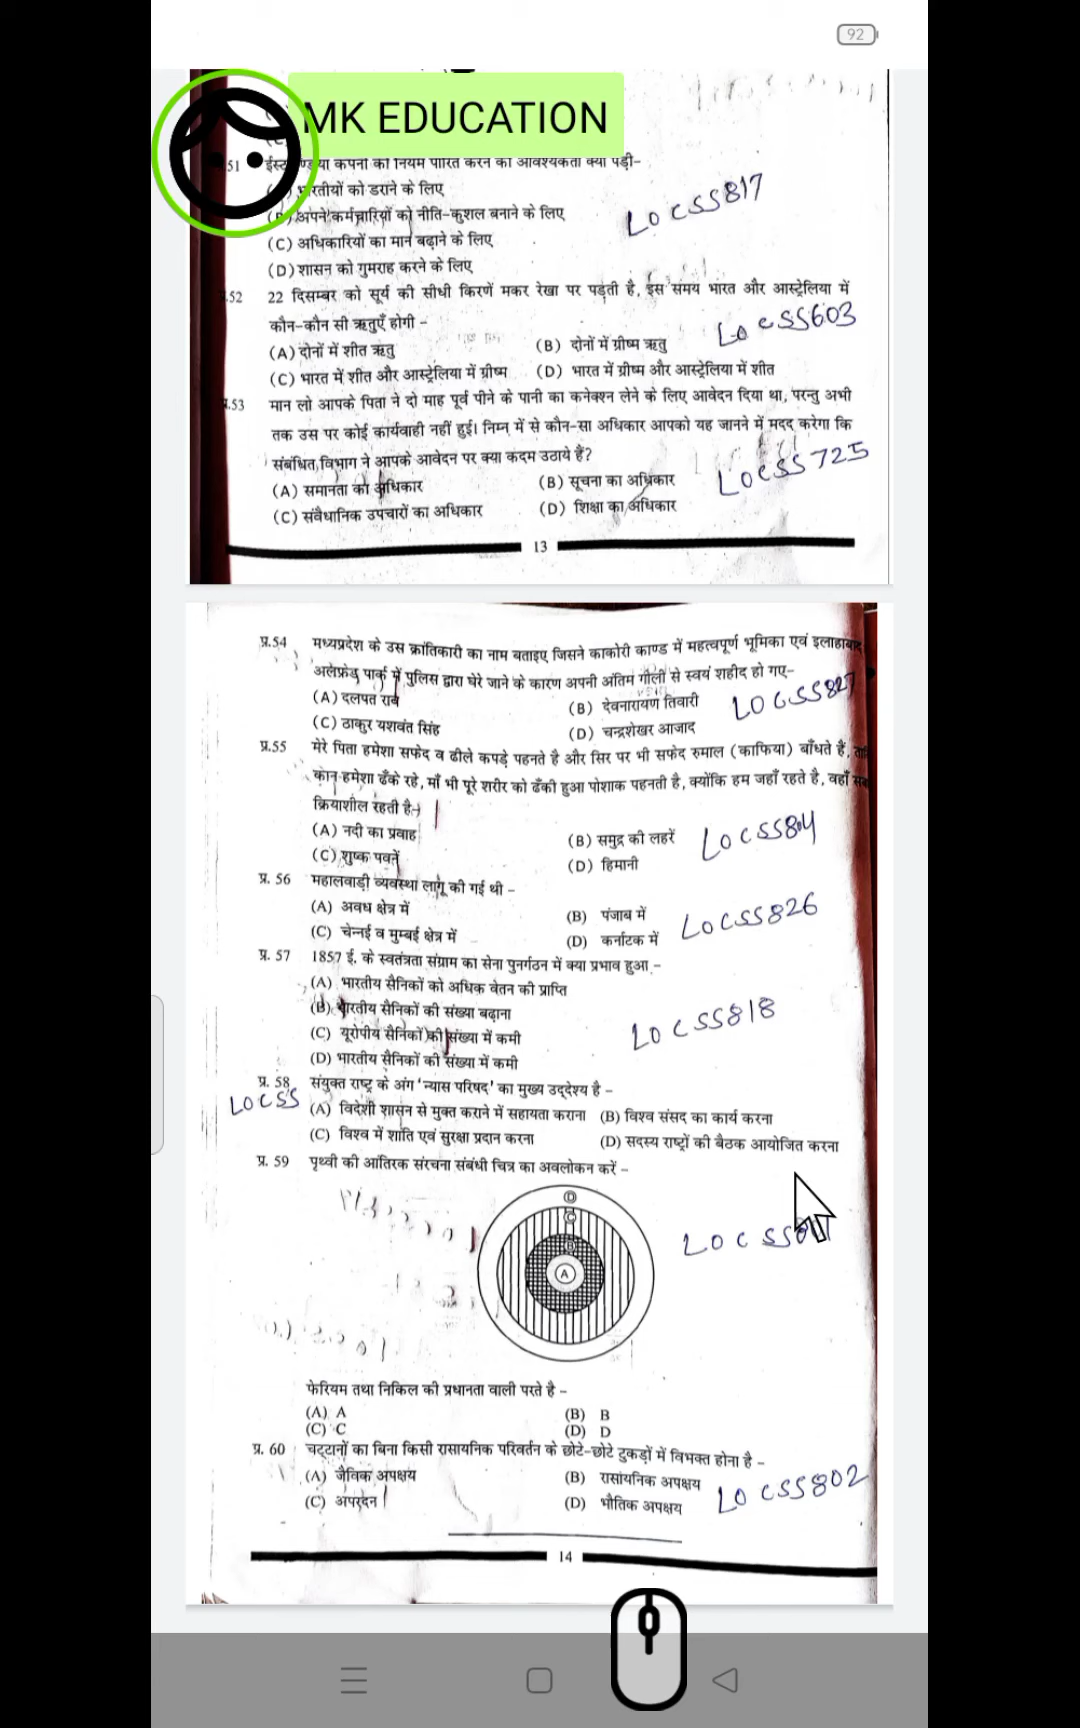 92
MK EDUCATION
51 ईस्ट इण्डिया कंपनी को नियम पारित करने की आवश्यकता क्यों पड़ी-
भारतीयों को डराने के लिए
(B) अपने कर्मचारियों को नीति-कुशल बनाने के लिए
LOCSS817
(C) अधिकारियों का मान बढ़ाने के लिए
(D) शासन को गुमराह करने के लिए
प्र.52 22 दिसम्बर को सूर्य की सीधी किरणें मकर रेखा पर पड़ती है, इस समय भारत और आस्ट्रेलिया में
कौन-कौन सी ऋतुएँ होगी - LOCSS603
(A) दोनों में शीत ऋतु (B) दोनों में ग्रीष्म ऋतु
(C) भारत में शीत और आस्ट्रेलिया में ग्रीष्म (D) भारत में ग्रीष्म और आस्ट्रेलिया में शीत
प्र.53 मान लो आपके पिता ने दो माह पूर्व पीने के पानी का कनेक्शन लेने के लिए आवेदन दिया था, परन्तु अभी
तक उस पर कोई कार्यवाही नहीं हुई। निम्न में से कौन-सा अधिकार आपको यह जानने में मदद करेगा कि
संबंधित विभाग ने आपके आवेदन पर क्या कदम उठाये हैं?
(A) समानता का अधिकार (B) सूचना का अधिकार LOCSS725
(C) संवैधानिक उपचारों का अधिकार (D) शिक्षा का अधिकार
13
प्र.54 मध्यप्रदेश के उस क्रांतिकारी का नाम बताइए जिसने काकोरी काण्ड में महत्वपूर्ण भूमिका एवं इलाहाबाद
अलफ्रेड पार्क में पुलिस द्वारा घेरे जाने के कारण अपनी अंतिम गोली से स्वयं शहीद हो गए-
(A) दलपत राव (B) देवनारायण तिवारी LOCSS827
(C) ठाकुर यशवंत सिंह (D) चन्द्रशेखर आजाद
प्र.55 मेरे पिता हमेशा सफेद व ढीले कपड़े पहनते है और सिर पर भी सफेद रुमाल (काफिया) बाँधते हैं,
कान हमेशा ढँके रहे, माँ भी पूरे शरीर को ढँकी हुआ पोशाक पहनती है, क्योंकि हम जहाँ रहते है, वहाँ
क्रियाशील रहती है-
(A) नदी का प्रवाह (B) समुद्र की लहरें LOCSS804
(C) शुष्क पवनें (D) हिमानी
प्र. 56 महालवाड़ी व्यवस्था लागू की गई थी -
(A) अवध क्षेत्र में (B) पंजाब में LOCSS826
(C) चेन्नई व मुम्बई क्षेत्र में (D) कर्नाटक में
प्र. 57 1857 ई. के स्वतंत्रता संग्राम का सेना पुनर्गठन में क्या प्रभाव हुआ -
(A) भारतीय सैनिकों को अधिक वेतन की प्राप्ति
(B) भारतीय सैनिकों की संख्या बढ़ाना
(C) यूरोपीय सैनिकों की संख्या में कमी LOCSS818
(D) भारतीय सैनिकों की संख्या में कमी
प्र. 58 संयुक्त राष्ट्र के अंग 'न्यास परिषद' का मुख्य उद्देश्य है -
LOCSS (A) विदेशी शासन से मुक्त कराने में सहायता कराना (B) विश्व संसद का कार्य करना
(C) विश्व में शांति एवं सुरक्षा प्रदान करना (D) सदस्य राष्ट्रों की बैठक आयोजित करना
प्र. 59 पृथ्वी की आंतिरक संरचना संबंधी चित्र का अवलोकन करें -
D
C
B
A
LOCSS
फेरियम तथा निकिल की प्रधानता वाली परते है -
(A) A (B) B
(C) C (D) D
प्र. 60 चट्टानों का बिना किसी रासायनिक परिवर्तन के छोटे-छोटे टुकड़ों में विभक्त होना है -
(A) जैविक अपक्षय (B) रासायनिक अपक्षय
(C) अपरदन (D) भौतिक अपक्षय LOCSS802
14